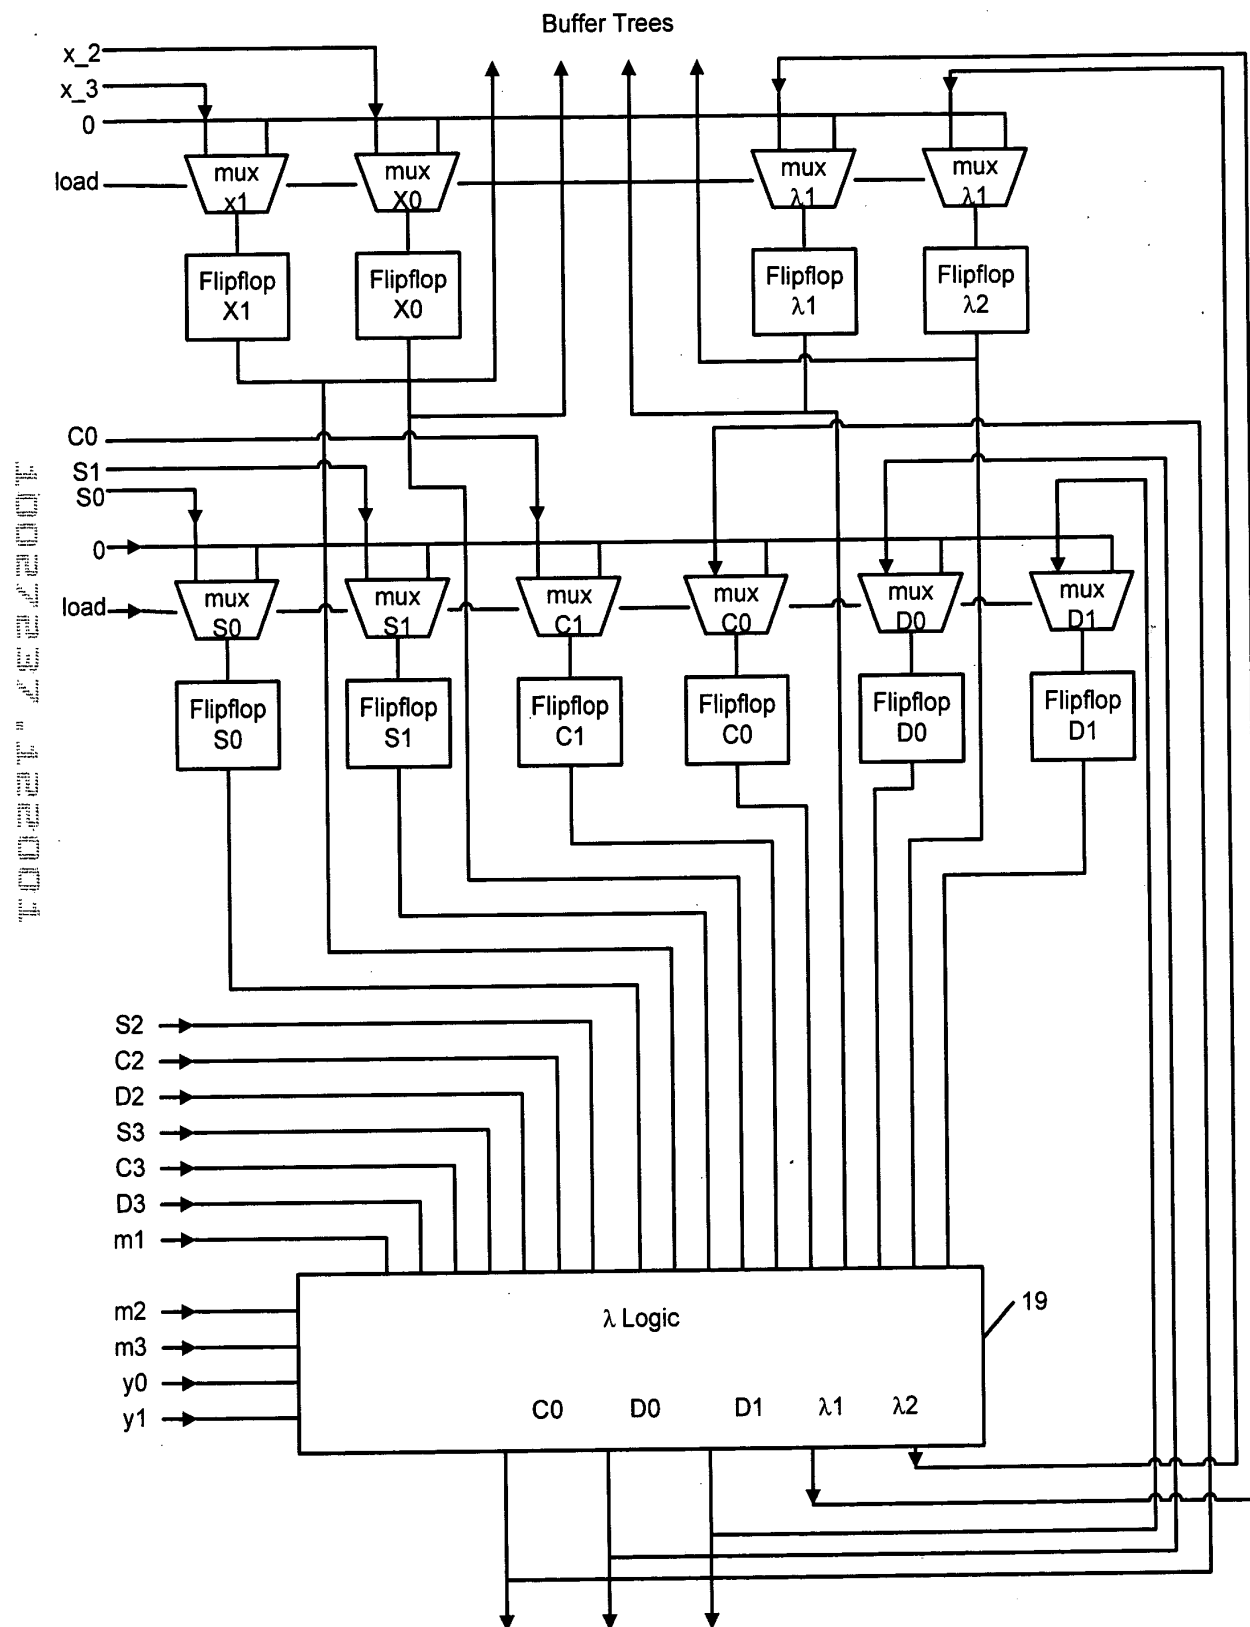 Buffer Trees
x_2
x_3
0
load
mux
x1
mux
X0
mux
λ1
mux
λ1
Flipflop
X1
Flipflop
X0
Flipflop
λ1
Flipflop
λ2
C0
S1
S0
0
load
mux
S0
mux
S1
mux
C1
mux
C0
mux
D0
mux
D1
Flipflop
S0
Flipflop
S1
Flipflop
C1
Flipflop
C0
Flipflop
D0
Flipflop
D1
10027237.122001
S2
C2
D2
S3
C3
D3
m1
m2
m3
y0
y1
λ Logic
19
C0 D0 D1 λ1 λ2